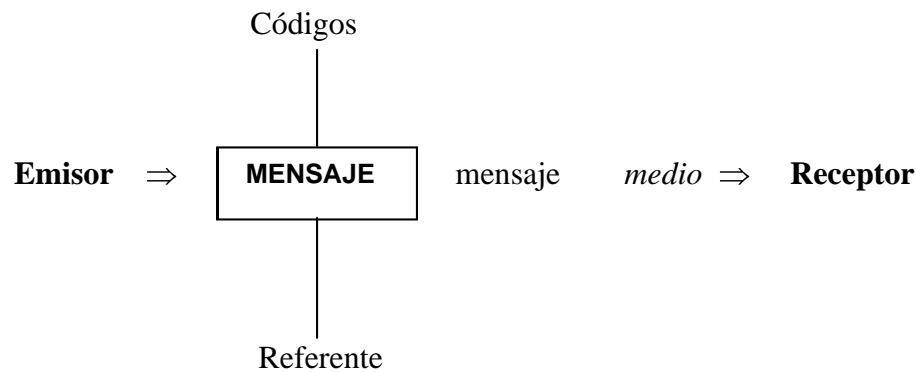 Códigos
Emisor ⇒ MENSAJE mensaje medio ⇒ Receptor
Referente